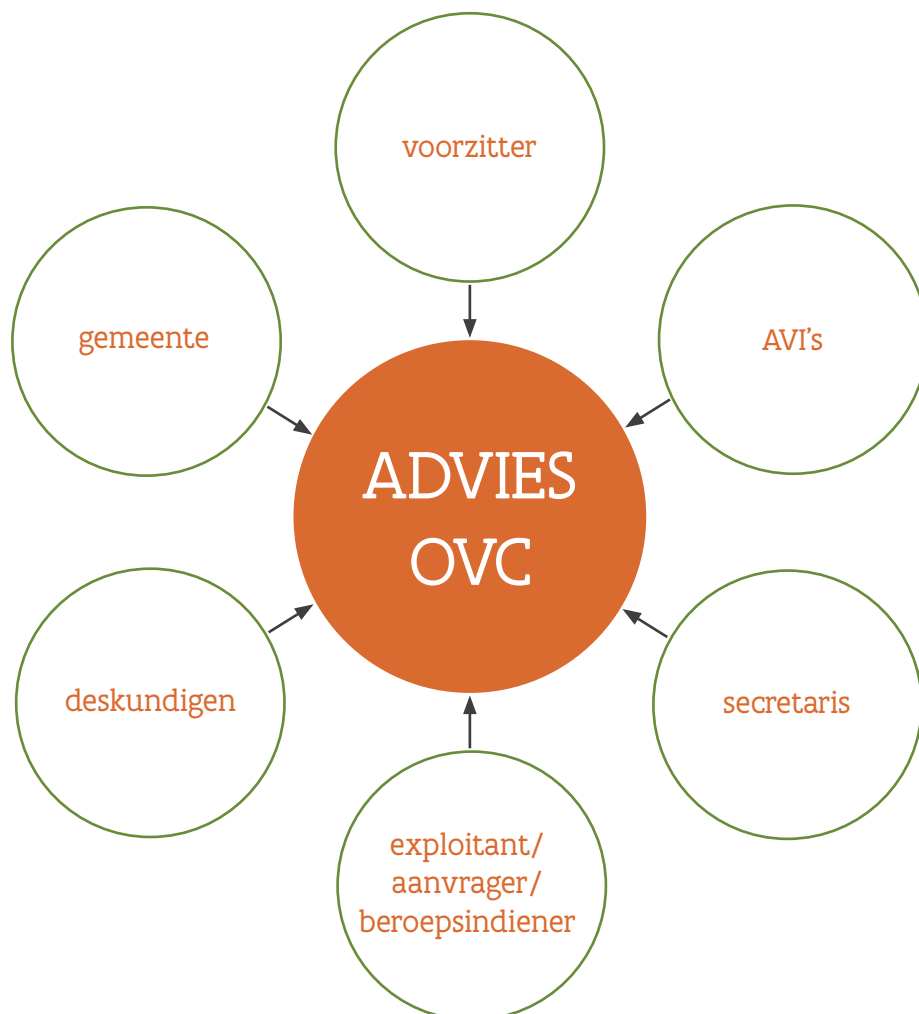 voorzitter
gemeente
AVI's
ADVIES
OVC
deskundigen
secretaris
exploitant/
aanvrager/
beroepsindiener